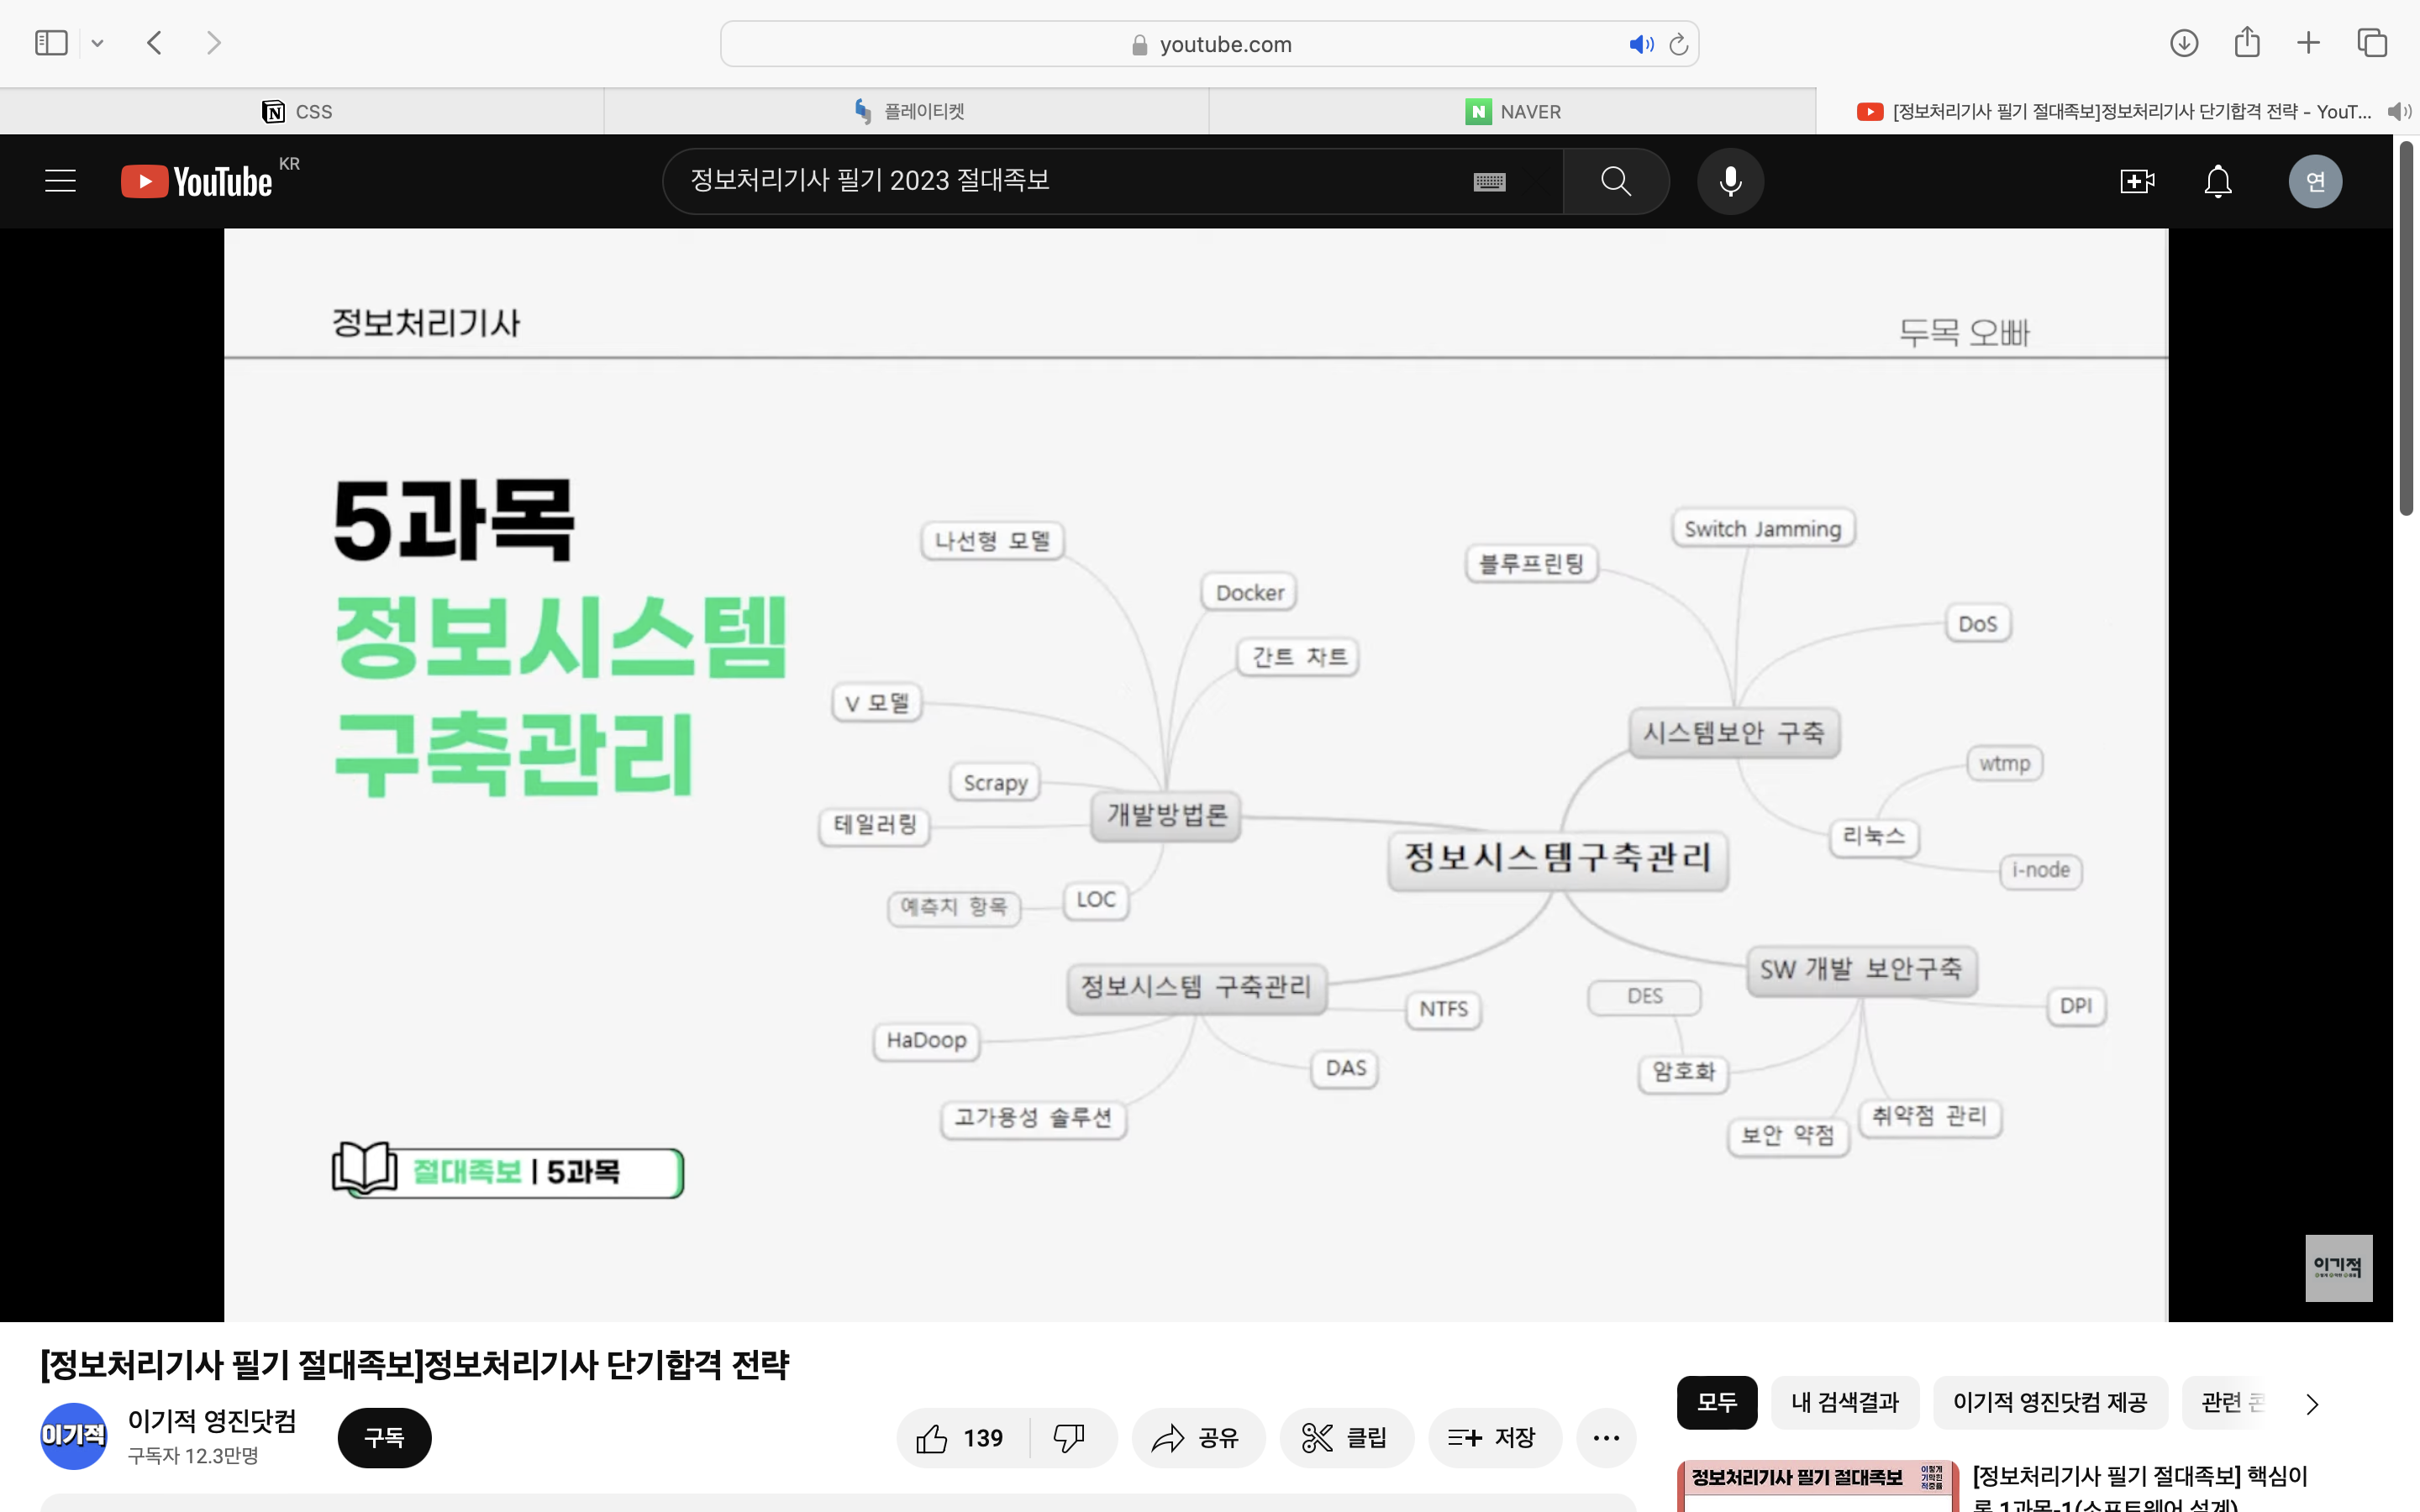 youtube.com
CSS
플레이티켓
NAVER
[정보처리기사 필기 절대족보]정보처리기사 단기합격 전략 - YouT...
YouTube KR
정보처리기사 필기 2023 절대족보
연
정보처리기사
두목 오빠
5과목
정보시스템
구축관리
나선형 모델
Docker
간트 차트
V 모델
Scrapy
테일러링
개발방법론
LOC
예측치 항목
블루프린팅
Switch Jamming
DoS
시스템보안 구축
wtmp
리눅스
i-node
정보시스템구축관리
정보시스템 구축관리
NTFS
HaDoop
DAS
고가용성 솔루션
SW 개발 보안구축
DES
DPI
암호화
보안 약점
취약점 관리
절대족보 | 5과목
이기적
[정보처리기사 필기 절대족보]정보처리기사 단기합격 전략
이기적
이기적 영진닷컴
구독자 12.3만명
구독
139
공유
클립
저장
모두
내 검색결과
이기적 영진닷컴 제공
관련
정보처리기사 필기 절대족보
[정보처리기사 필기 절대족보] 핵심이
론 1과목-1(소프트웨어 설계)